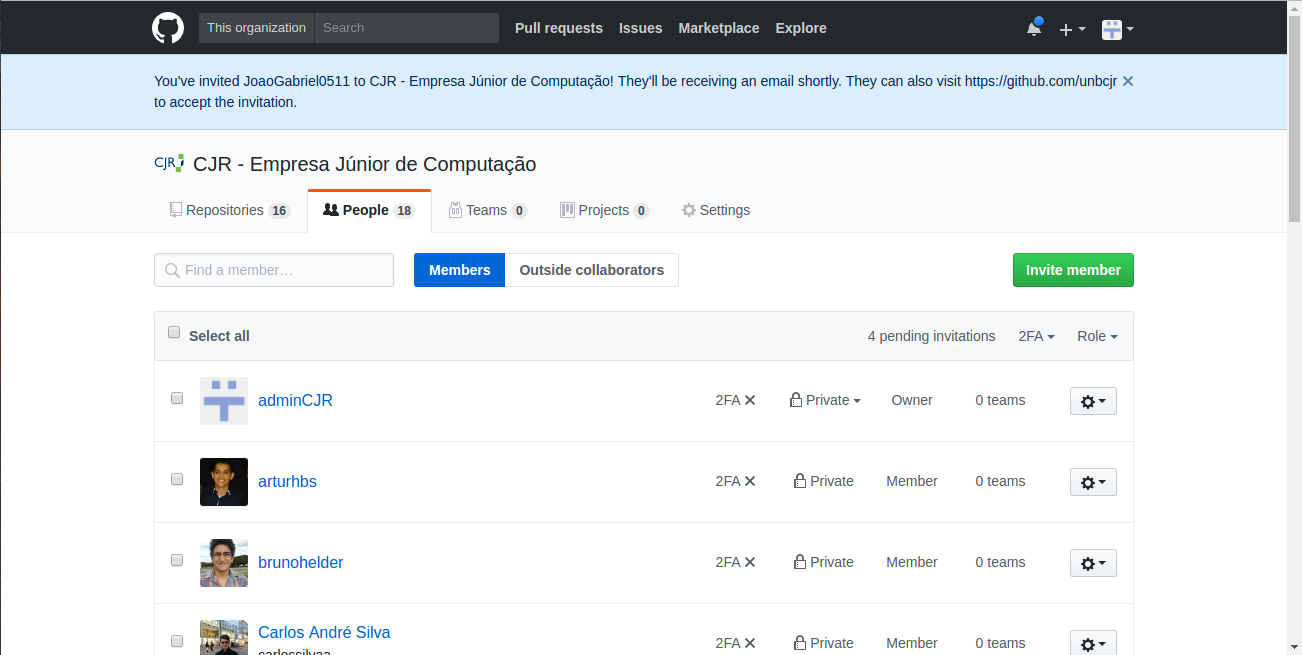 This organization Search Pull requests Issues Marketplace Explore
You've invited JoaoGabriel0511 to CJR - Empresa Júnior de Computação! They'll be receiving an email shortly. They can also visit https://github.com/unbcjr
to accept the invitation.
CJR CJR - Empresa Júnior de Computação
Repositories 16 People 18 Teams 0 Projects 0 Settings
Find a member… Members Outside collaborators Invite member
Select all 4 pending invitations 2FA Role
adminCJR 2FA Private Owner 0 teams
arturhbs 2FA Private Member 0 teams
brunohelder 2FA Private Member 0 teams
Carlos André Silva 2FA Private Member 0 teams
carlossilvaa